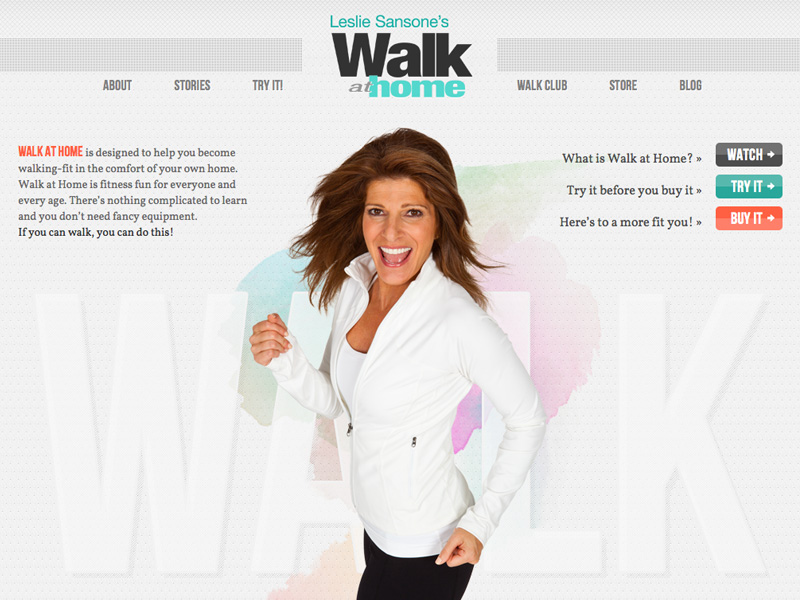 Leslie Sansone's
Walk
at home
ABOUT STORIES TRY IT! WALK CLUB STORE BLOG
WALK AT HOME is designed to help you become
walking-fit in the comfort of your own home.
Walk at Home is fitness fun for everyone and
every age. There's nothing complicated to learn
and you don't need fancy equipment.
If you can walk, you can do this!
What is Walk at Home? » WATCH →
Try it before you buy it » TRY IT →
Here's to a more fit you! » BUY IT →
WALK